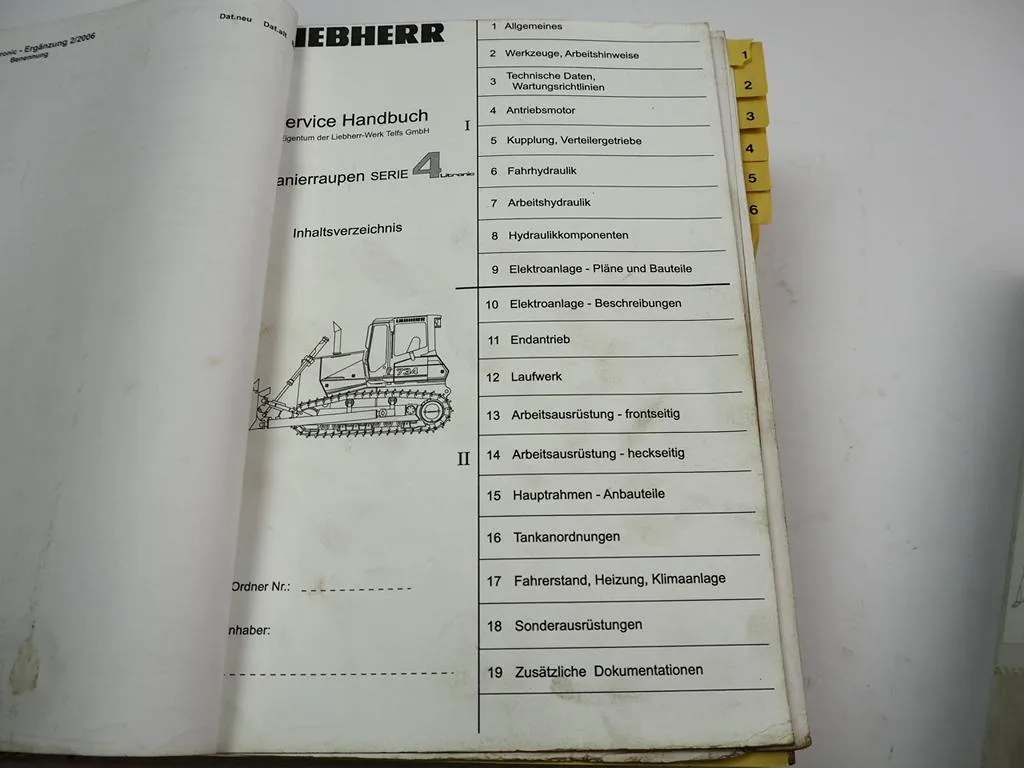 tronic - Ergänzung 2/2006
Benennung
Dat.neu Dat.alt
IEBHERR
ervice Handbuch
Eigentum der Liebherr-Werk Telfs GmbH
anierraupen SERIE 4 Litronic
Inhaltsverzeichnis
LIEBHERR
734
Ordner Nr.:
nhaber:
I
II
1 Allgemeines
2 Werkzeuge, Arbeitshinweise
3 Technische Daten,
Wartungsrichtlinien
4 Antriebsmotor
5 Kupplung, Verteilergetriebe
6 Fahrhydraulik
7 Arbeitshydraulik
8 Hydraulikkomponenten
9 Elektroanlage - Pläne und Bauteile
10 Elektroanlage - Beschreibungen
11 Endantrieb
12 Laufwerk
13 Arbeitsausrüstung - frontseitig
14 Arbeitsausrüstung - heckseitig
15 Hauptrahmen - Anbauteile
16 Tankanordnungen
17 Fahrerstand, Heizung, Klimaanlage
18 Sonderausrüstungen
19 Zusätzliche Dokumentationen
1
2
3
4
5
6